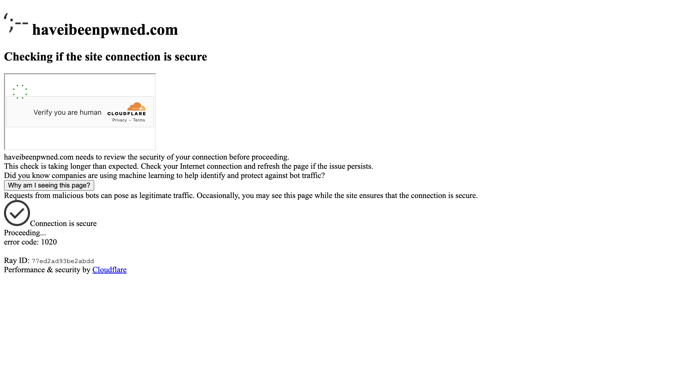 ';-- haveibeenpwned.com
Checking if the site connection is secure
Verify you are human
CLOUDFLARE
Privacy - Terms
haveibeenpwned.com needs to review the security of your connection before proceeding.
This check is taking longer than expected. Check your Internet connection and refresh the page if the issue persists.
Did you know companies are using machine learning to help identify and protect against bot traffic?
Why am I seeing this page?
Requests from malicious bots can pose as legitimate traffic. Occasionally, you may see this page while the site ensures that the connection is secure.
Connection is secure
Proceeding...
error code: 1020
Ray ID: 77ed2ad93be2abdd
Performance & security by Cloudflare